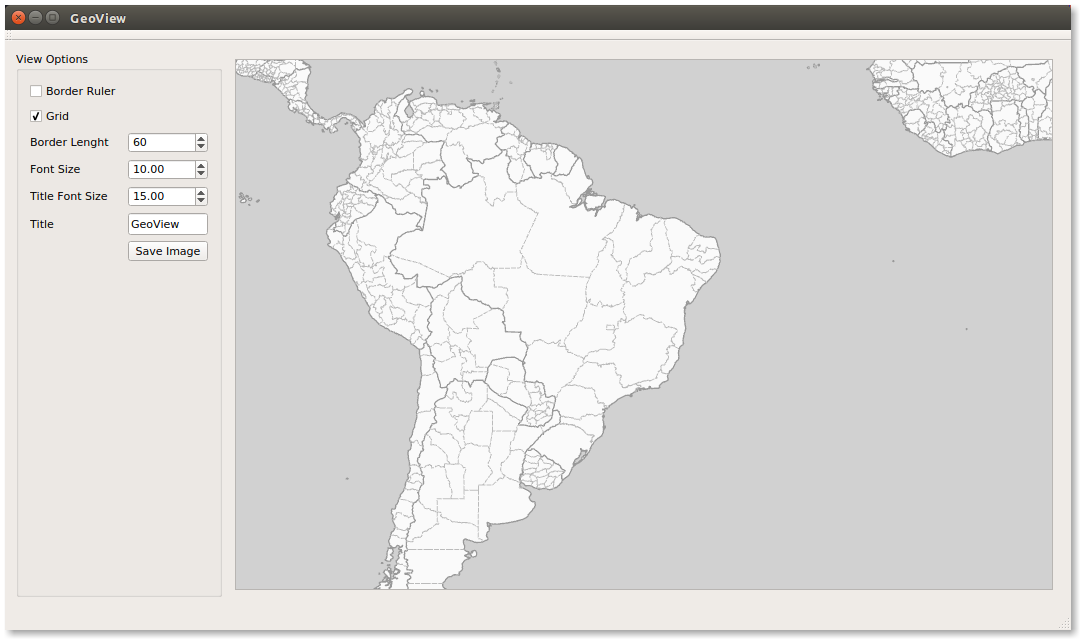 GeoView
View Options
Border Ruler
Grid
Border Lenght 60
Font Size 10.00
Title Font Size 15.00
Title GeoView
Save Image